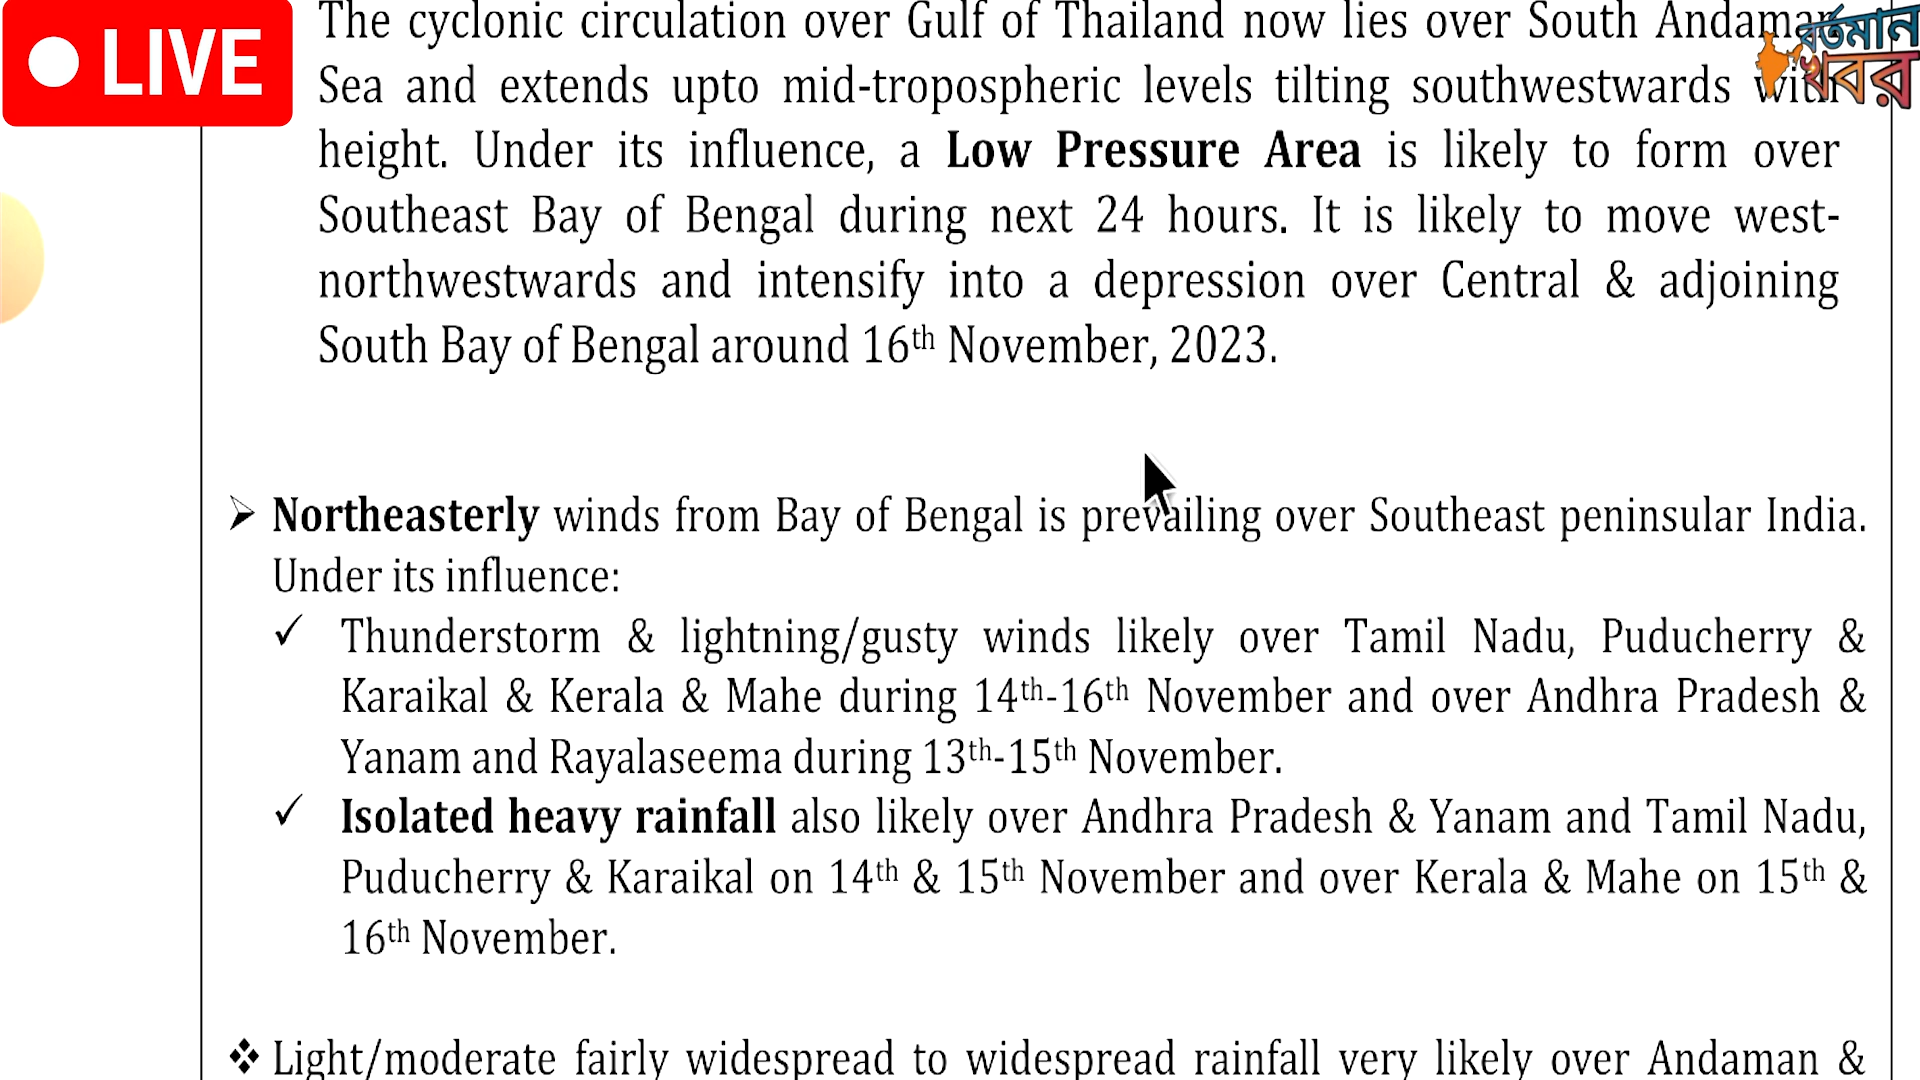 LIVE
The cyclonic circulation over Gulf of Thailand now lies over South Andaman
বর্তমান
খবর
Sea and extends upto mid-tropospheric levels tilting southwestwards with
height. Under its influence, a Low Pressure Area is likely to form over
Southeast Bay of Bengal during next 24 hours. It is likely to move west-
northwestwards and intensify into a depression over Central & adjoining
South Bay of Bengal around 16th November, 2023.
➢ Northeasterly winds from Bay of Bengal is prevailing over Southeast peninsular India.
Under its influence:
✓ Thunderstorm & lightning/gusty winds likely over Tamil Nadu, Puducherry &
Karaikal & Kerala & Mahe during 14th-16th November and over Andhra Pradesh &
Yanam and Rayalaseema during 13th-15th November.
✓ Isolated heavy rainfall also likely over Andhra Pradesh & Yanam and Tamil Nadu,
Puducherry & Karaikal on 14th & 15th November and over Kerala & Mahe on 15th &
16th November.
❖ Light/moderate fairly widespread to widespread rainfall very likely over Andaman &